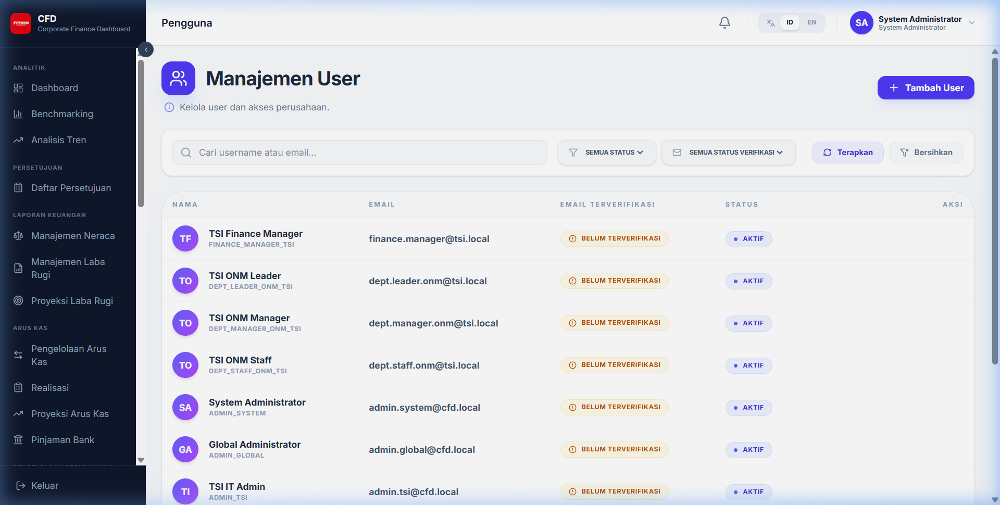 TITHIN
CFD
Corporate Finance Dashboard
ANALITIK
Dashboard
Benchmarking
Analisis Tren
PERSETUJUAN
Daftar Persetujuan
LAPORAN KEUANGAN
Manajemen Neraca
Manajemen Laba
Rugi
Proyeksi Laba Rugi
ARUS KAS
Pengelolaan Arus
Kas
Realisasi
Proyeksi Arus Kas
Pinjaman Bank
Keluar
Pengguna
ID
EN
SA
System Administrator
System Administrator
Manajemen User
Kelola user dan akses perusahaan.
Tambah User
Cari username atau email...
SEMUA STATUS
SEMUA STATUS VERIFIKASI
Terapkan
Bersihkan
NAMA EMAIL EMAIL TERVERIFIKASI STATUS AKSI
TF TSI Finance Manager finance.manager@tsi.local BELUM TERVERIFIKASI AKTIF
FINANCE_MANAGER_TSI
TO TSI ONM Leader dept.leader.onm@tsi.local BELUM TERVERIFIKASI AKTIF
DEPT_LEADER_ONM_TSI
TO TSI ONM Manager dept.manager.onm@tsi.local BELUM TERVERIFIKASI AKTIF
DEPT_MANAGER_ONM_TSI
TO TSI ONM Staff dept.staff.onm@tsi.local BELUM TERVERIFIKASI AKTIF
DEPT_STAFF_ONM_TSI
SA System Administrator admin.system@cfd.local BELUM TERVERIFIKASI AKTIF
ADMIN_SYSTEM
GA Global Administrator admin.global@cfd.local BELUM TERVERIFIKASI AKTIF
ADMIN_GLOBAL
TI TSI IT Admin admin.tsi@cfd.local BELUM TERVERIFIKASI AKTIF
ADMIN_TSI